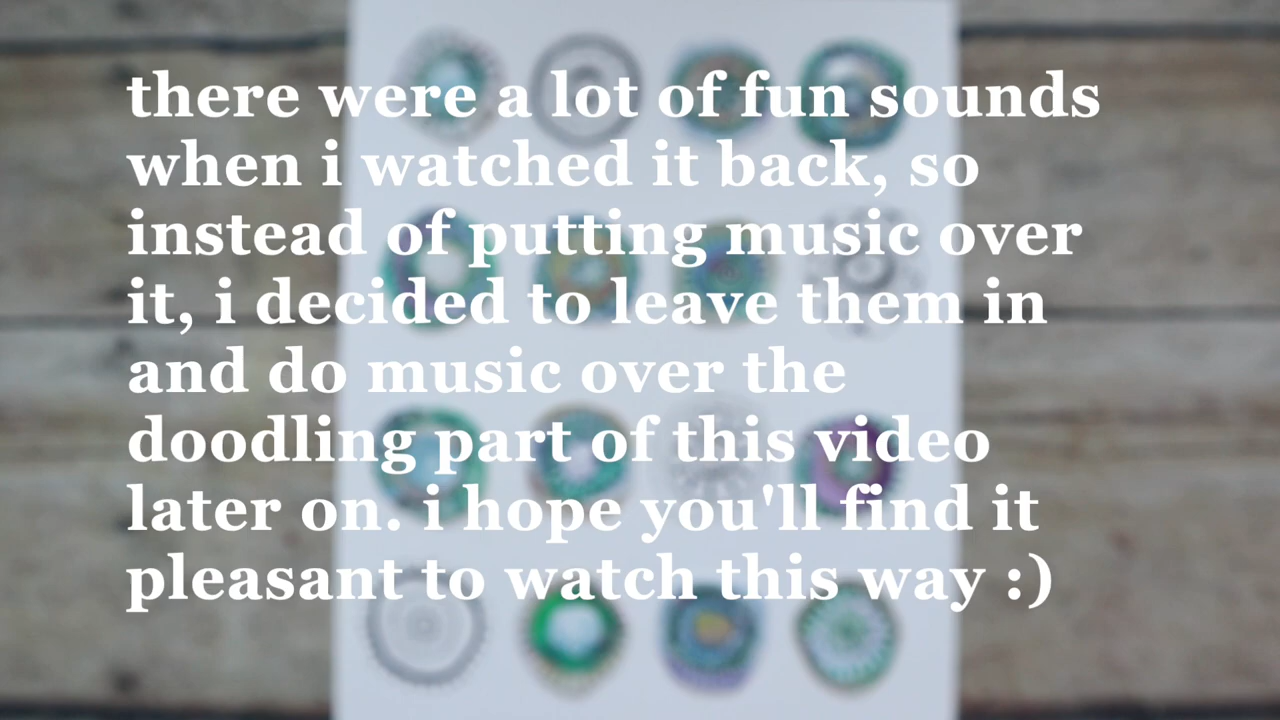 there were a lot of fun sounds
when i watched it back, so
instead of putting music over
it, i decided to leave them in
and do music over the
doodling part of this video
later on. i hope you'll find it
pleasant to watch this way :)